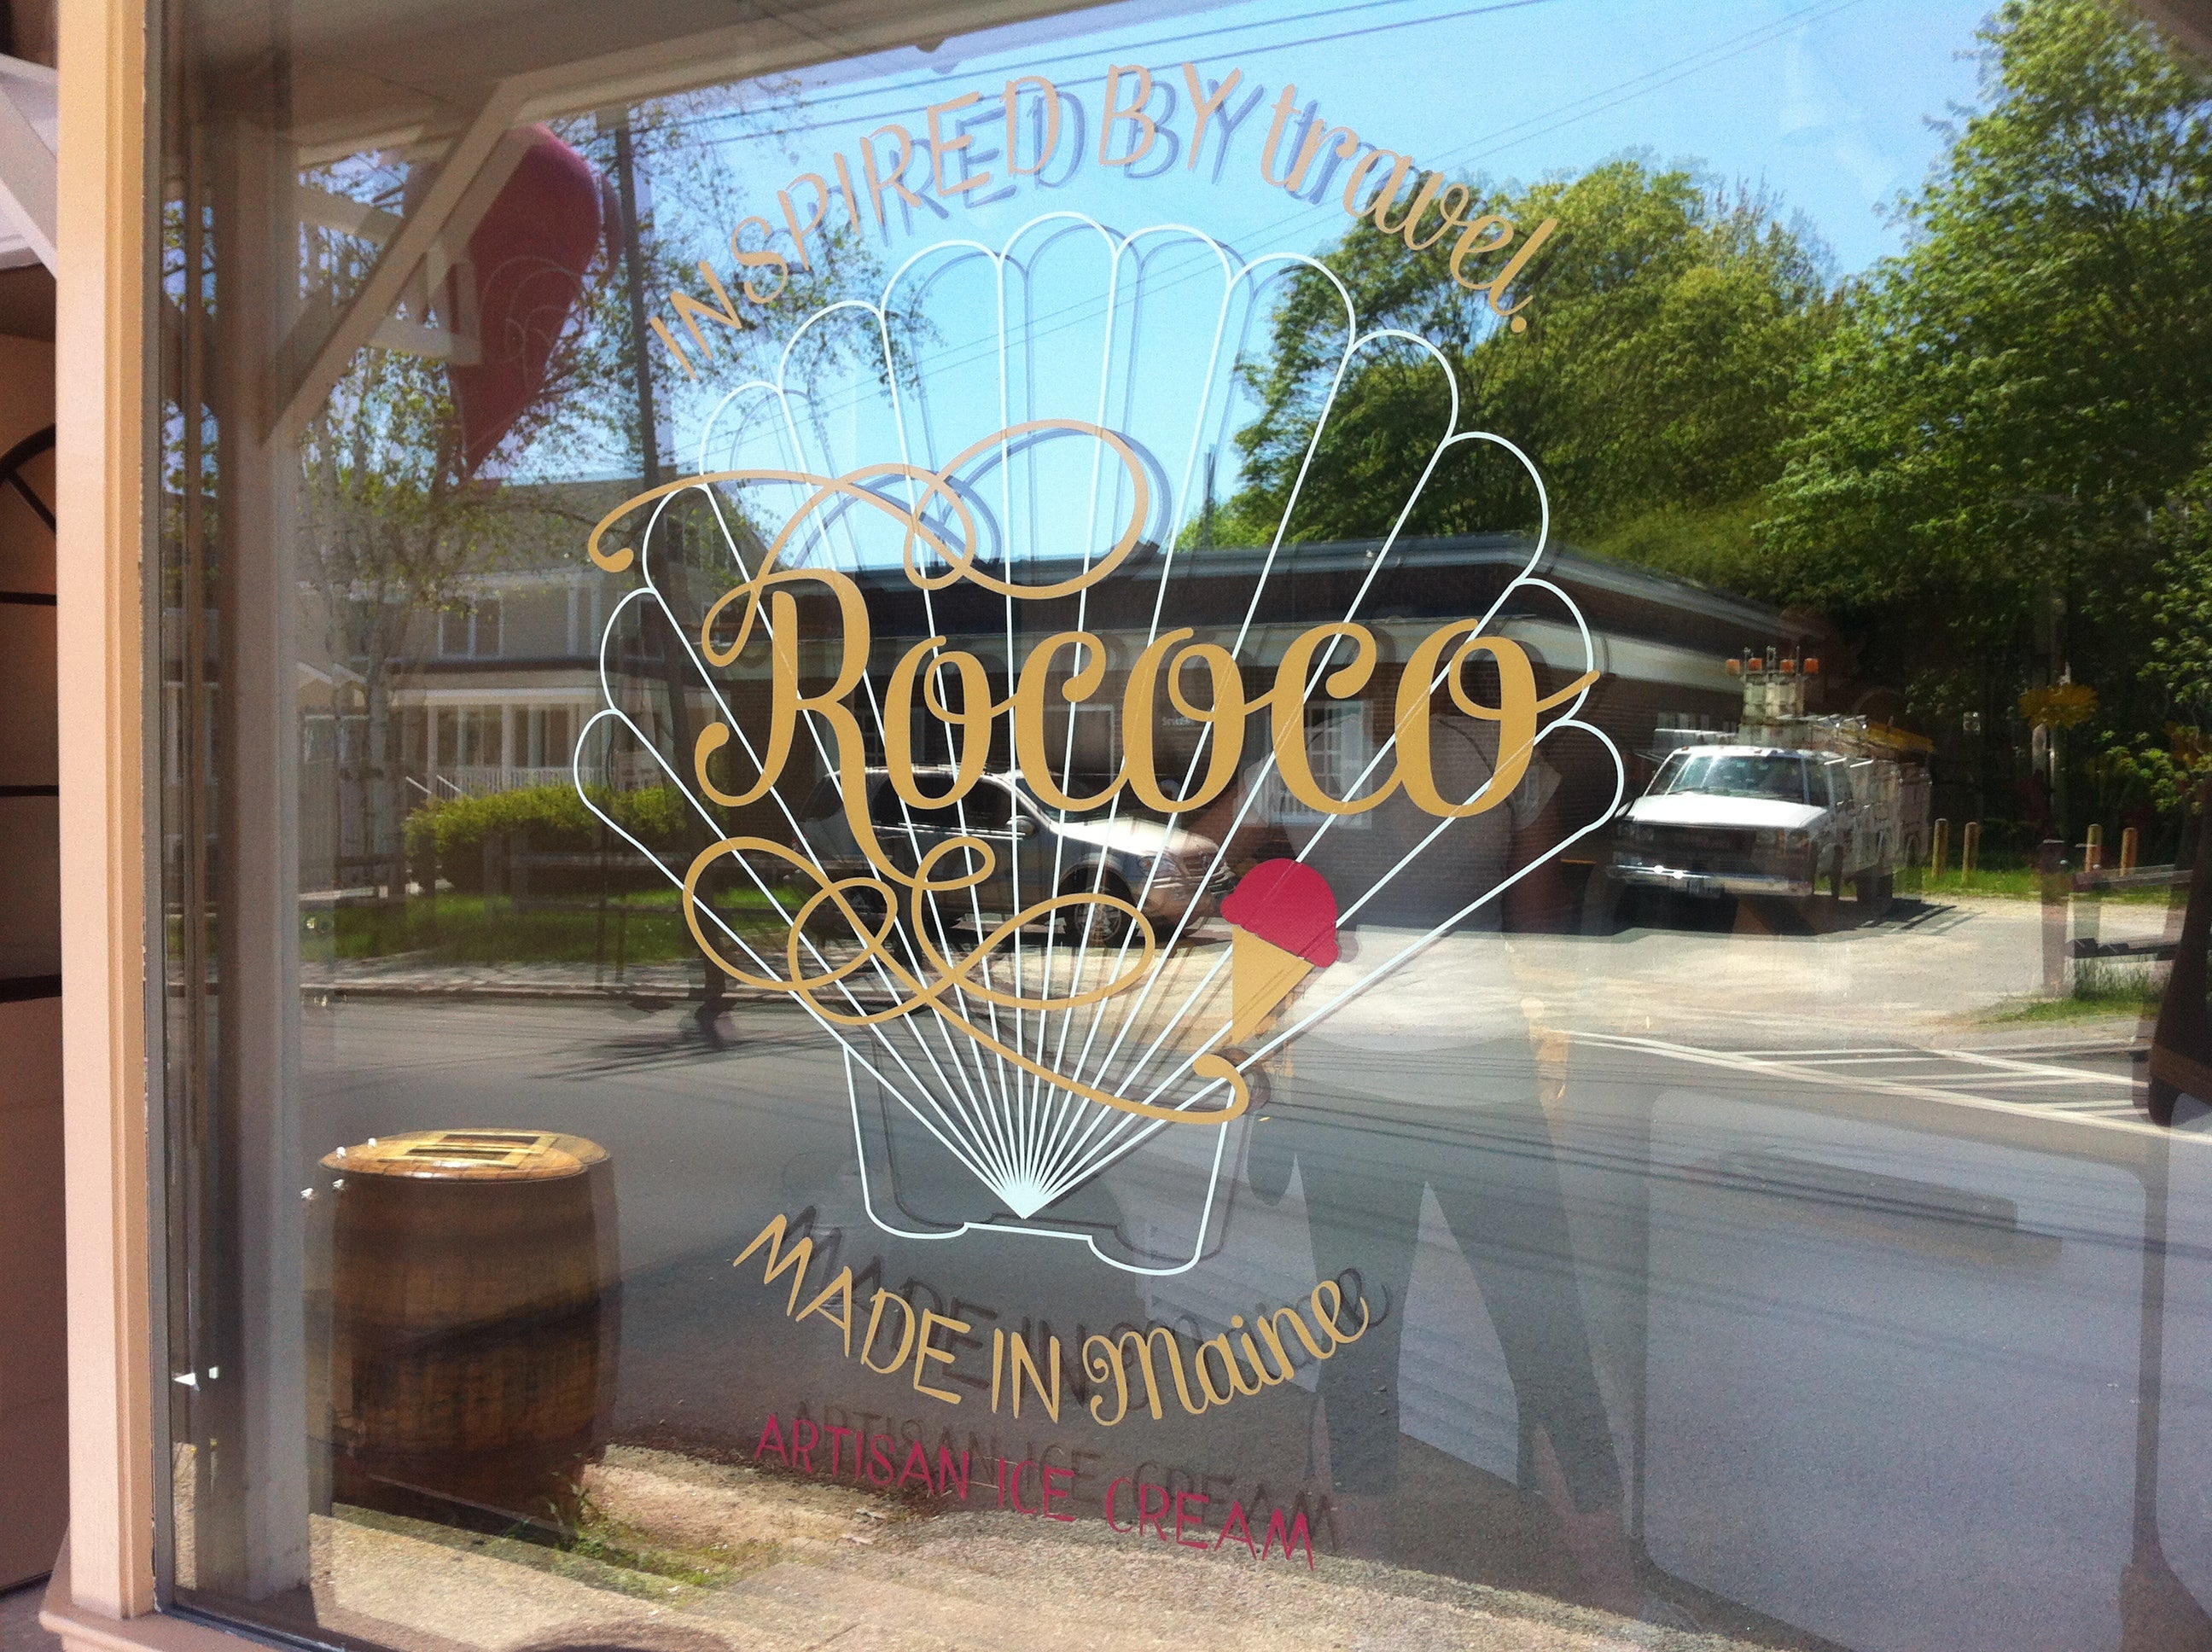 INSPIRED BY travel.
Rococo
MADE IN Maine
ARTISAN ICE CREAM